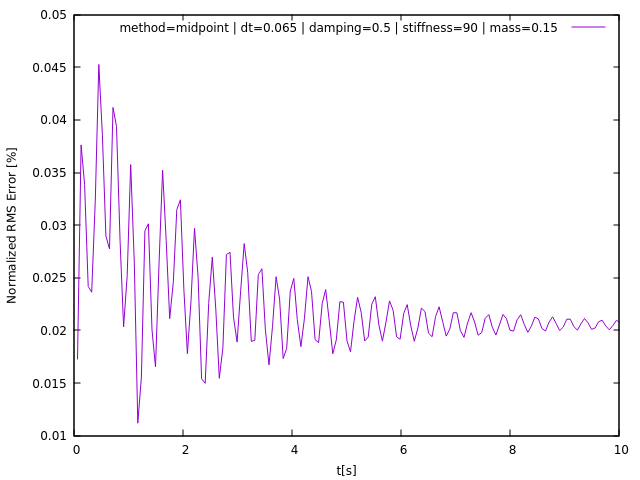 method=midpoint | dt=0.065 | damping=0.5 | stiffness=90 | mass=0.15
0.05
0.045
0.04
0.035
0.03
0.025
0.02
0.015
0.01
Normalized RMS Error [%]
0 2 4 6 8 10
t[s]